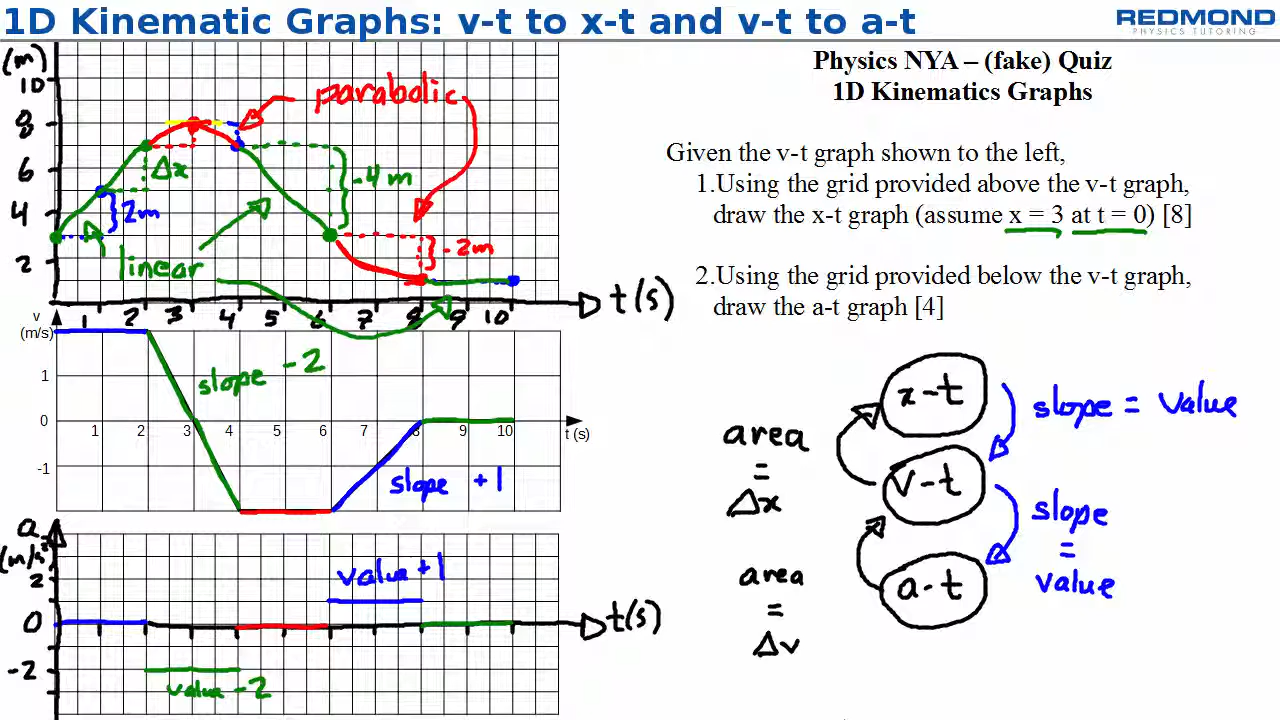 1D Kinematic Graphs: v-t to x-t and v-t to a-t
REDMOND
PHYSICS TUTORING
(m)
10
8
6
4
2
parabolic
Δx
2m
-4m
-2m
linear
t(s)
1 2 3 4 5 6 7 8 9 10
v
(m/s)
1
0
-1
slope -2
1 2 3 4 5 6 7 8 9 10
t (s)
slope +1
a
(m/s²
2
0
-2
value +1
t(s)
value -2
Physics NYA – (fake) Quiz
1D Kinematics Graphs
Given the v-t graph shown to the left,
1.Using the grid provided above the v-t graph,
draw the x-t graph (assume x = 3 at t = 0) [8]
2.Using the grid provided below the v-t graph,
draw the a-t graph [4]
x-t
slope = value
area
=
Δx
v-t
slope
=
value
area
=
Δv
a-t